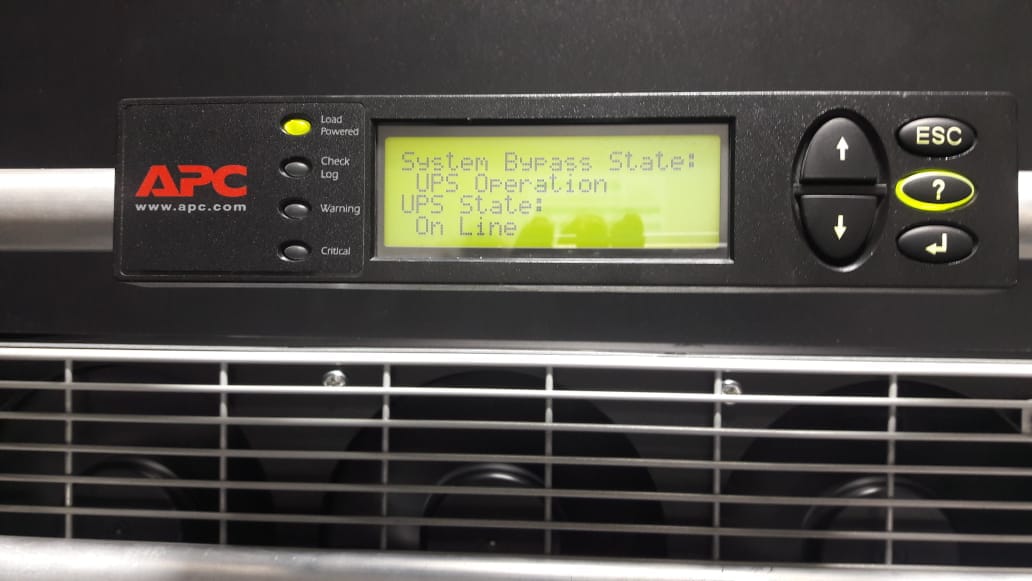 Load
Powered
Check
Log
Warning
Critical
APC
www.apc.com
System Bypass State:
UPS Operation
UPS State:
On Line
ESC
?